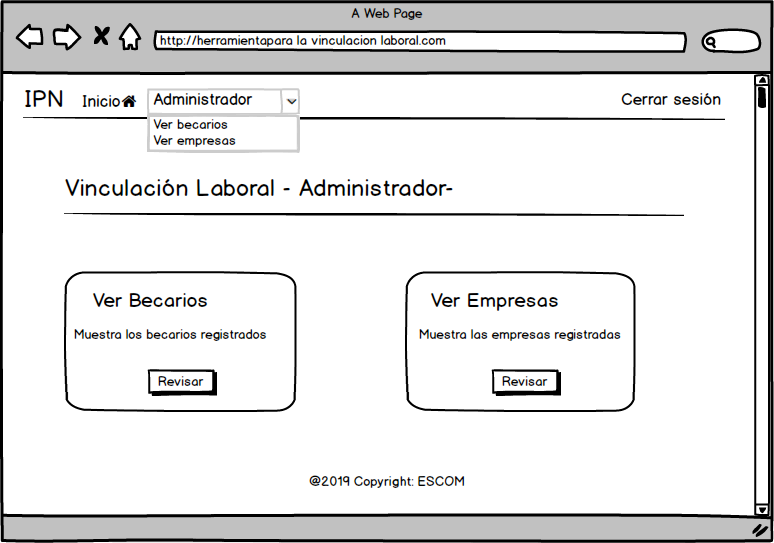 A Web Page
http://herramientapara la vinculacion laboral.com
IPN Inicio Administrador Cerrar sesión
Ver becarios
Ver empresas
Vinculación Laboral - Administrador-
Ver Becarios
Muestra los becarios registrados
Revisar
Ver Empresas
Muestra las empresas registradas
Revisar
@2019 Copyright: ESCOM